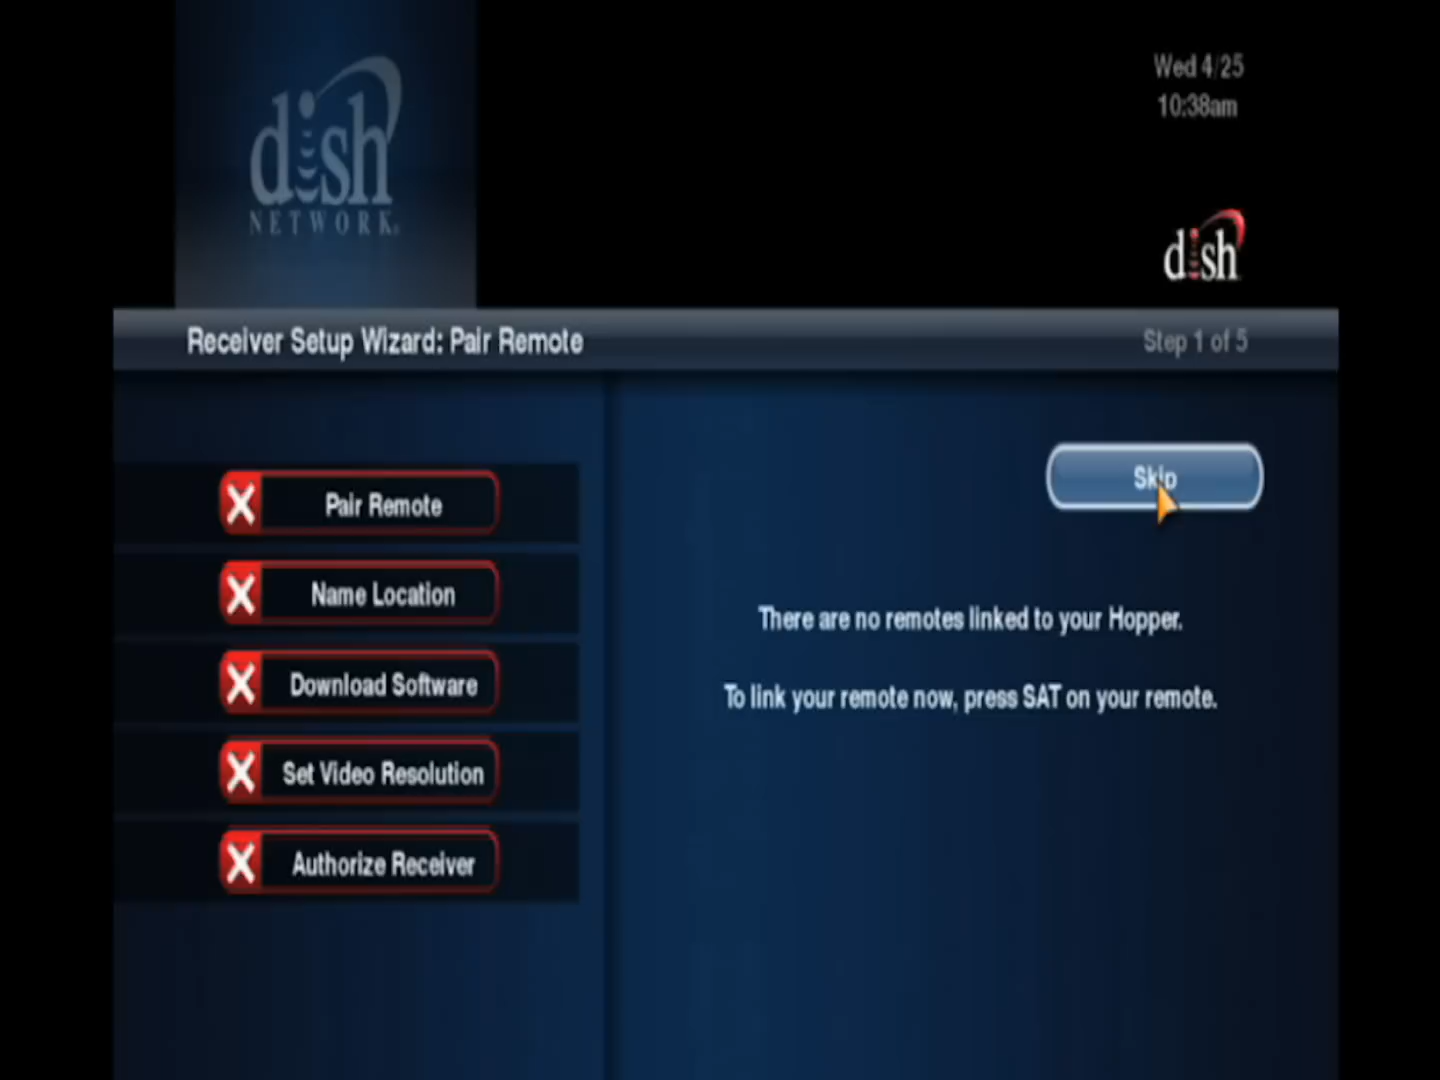 dish
NETWORK
Wed 4/25
10:38am
dish
Receiver Setup Wizard: Pair Remote
Step 1 of 5
Skip
Pair Remote
Name Location
Download Software
Set Video Resolution
Authorize Receiver
There are no remotes linked to your Hopper.
To link your remote now, press SAT on your remote.